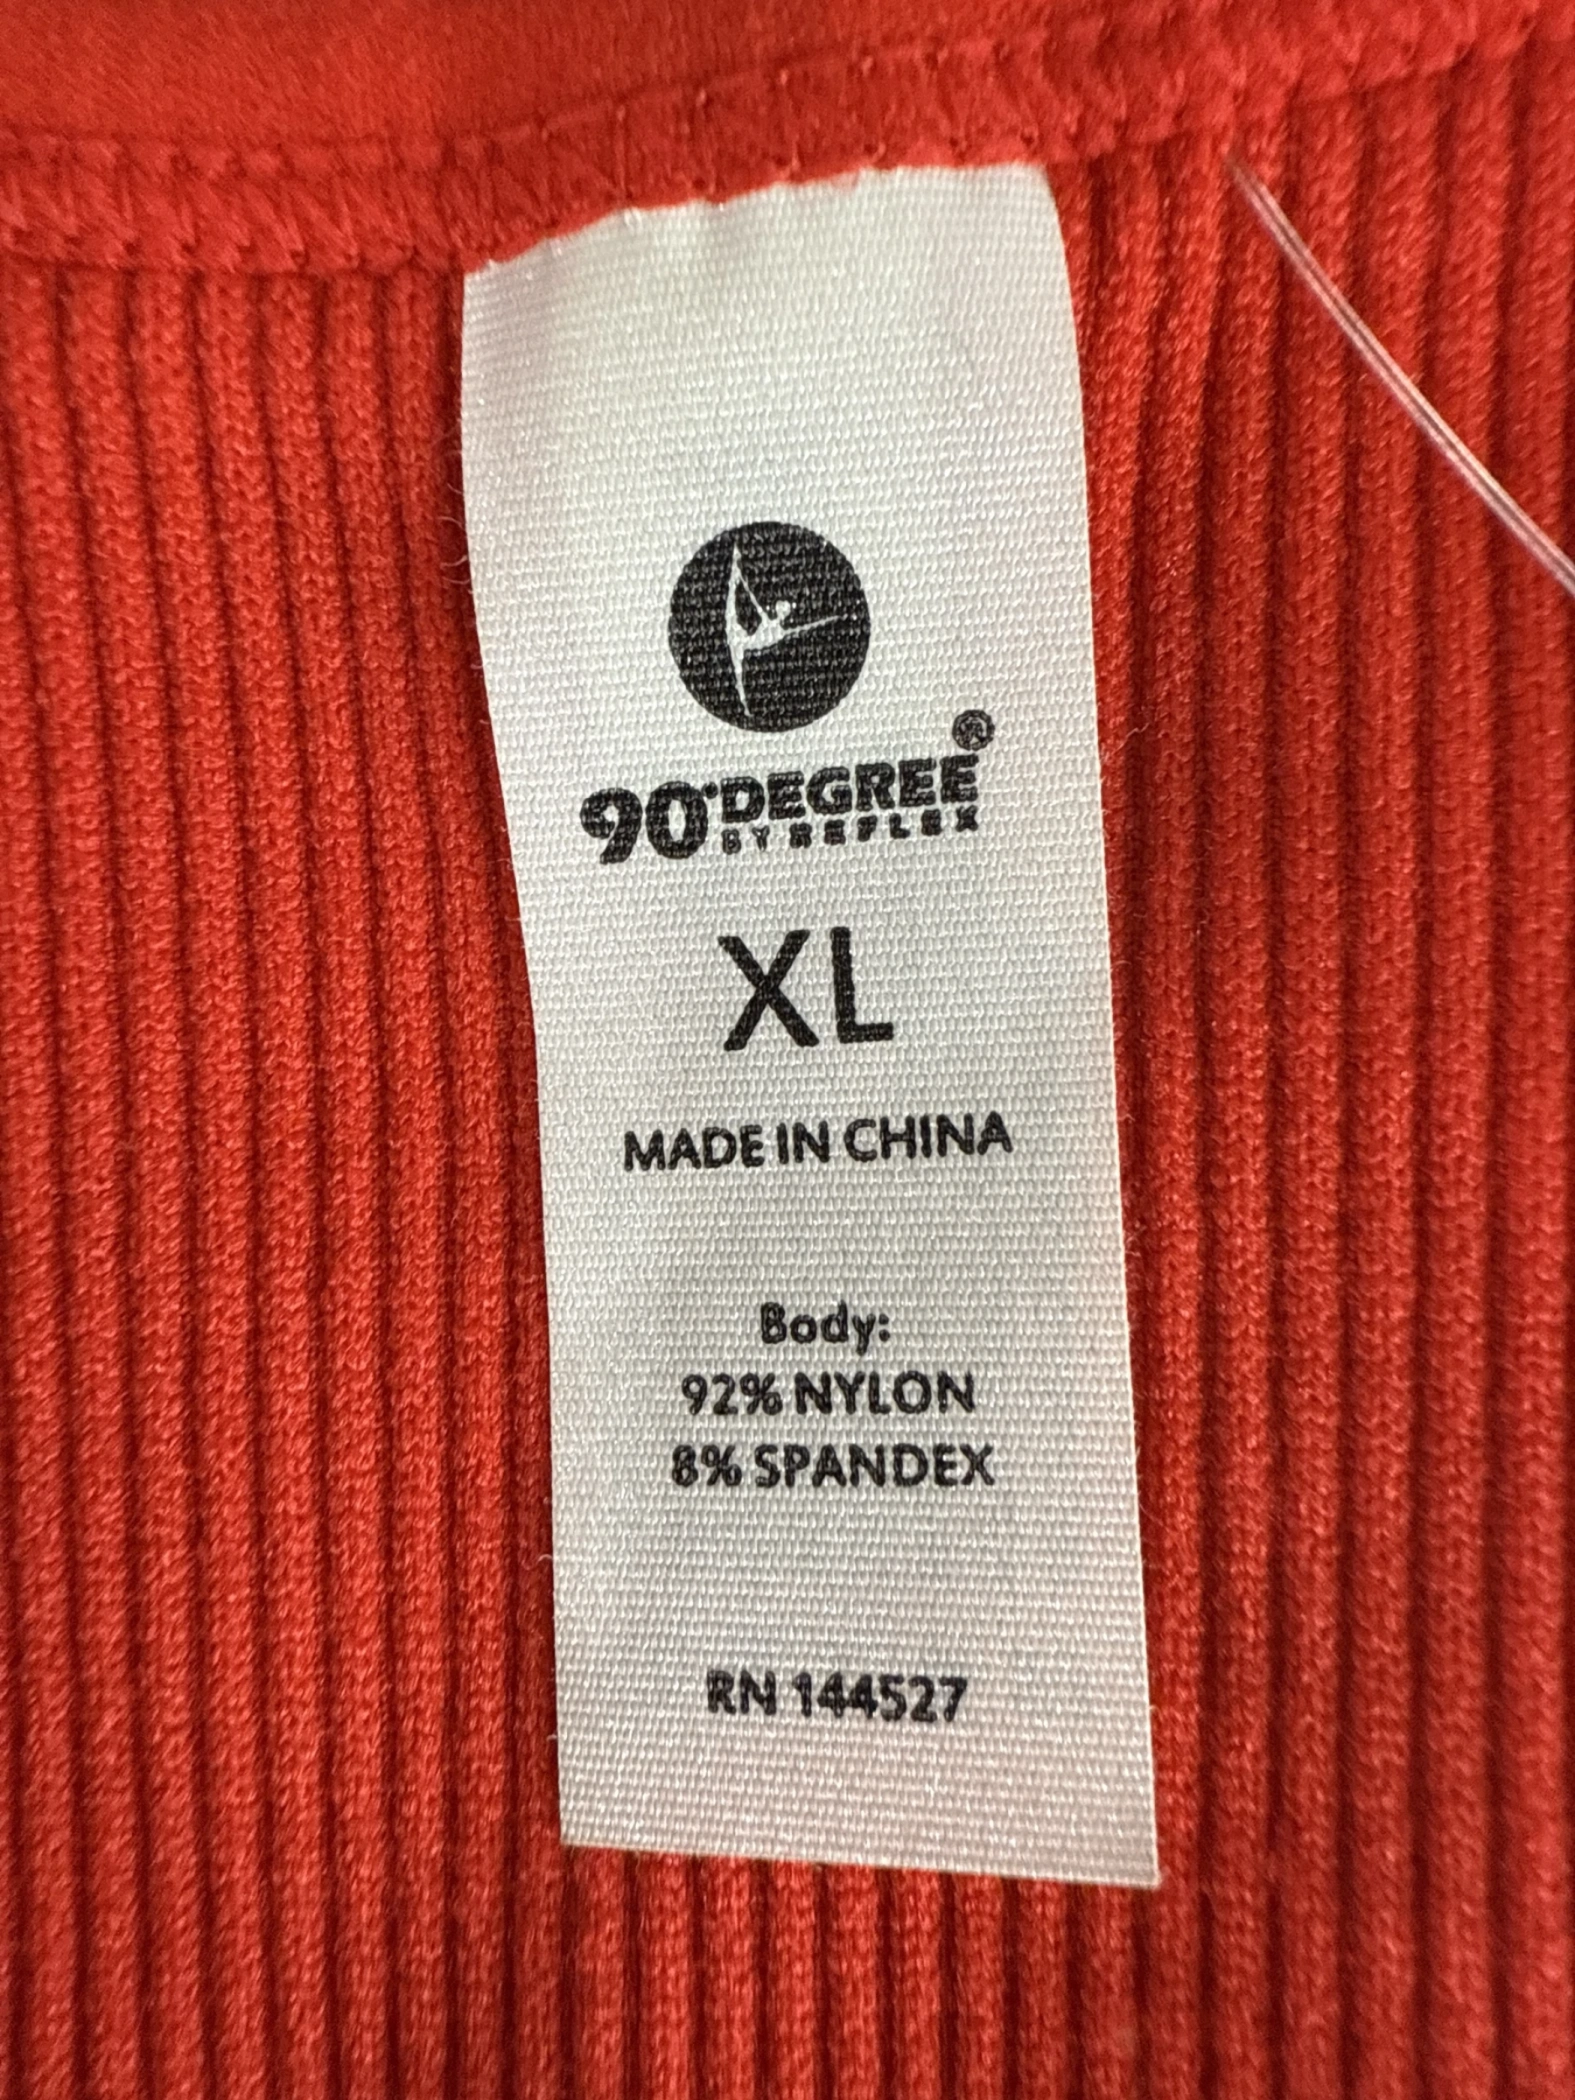 90°DEGREE®
BY REFLEX
XL
MADE IN CHINA
Body:
92% NYLON
8% SPANDEX
RN 144527